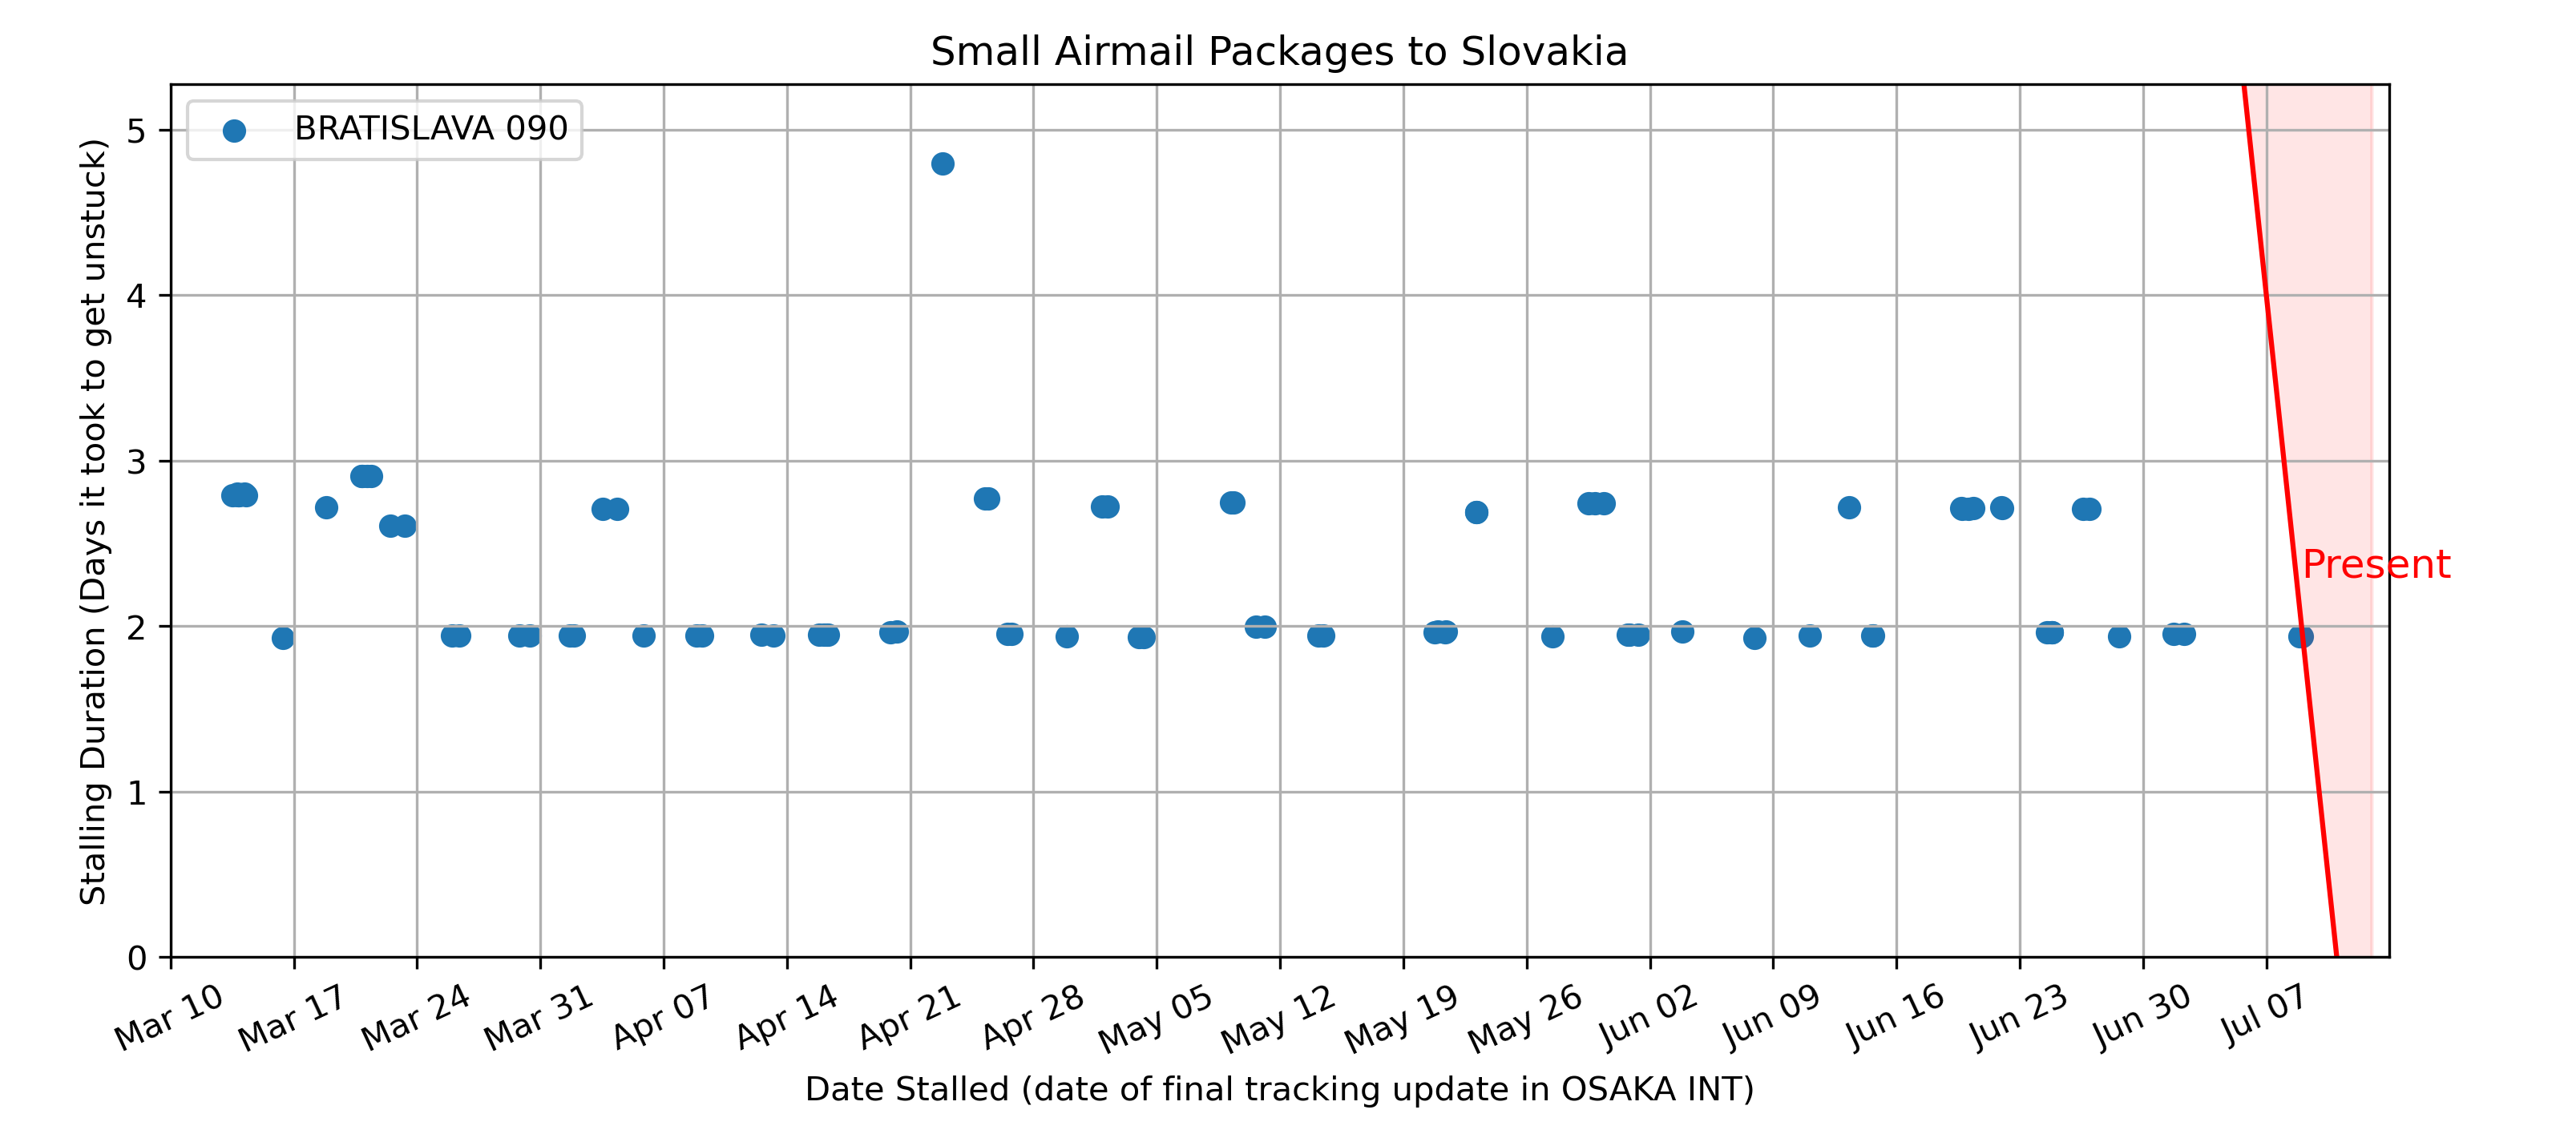 Small Airmail Packages to Slovakia
BRATISLAVA 090
Stalling Duration (Days it took to get unstuck)
5
4
3
2
1
0
Present
Mar 10
Mar 17
Mar 24
Mar 31
Apr 07
Apr 14
Apr 21
Apr 28
May 05
May 12
May 19
May 26
Jun 02
Jun 09
Jun 16
Jun 23
Jun 30
Jul 07
Date Stalled (date of final tracking update in OSAKA INT)